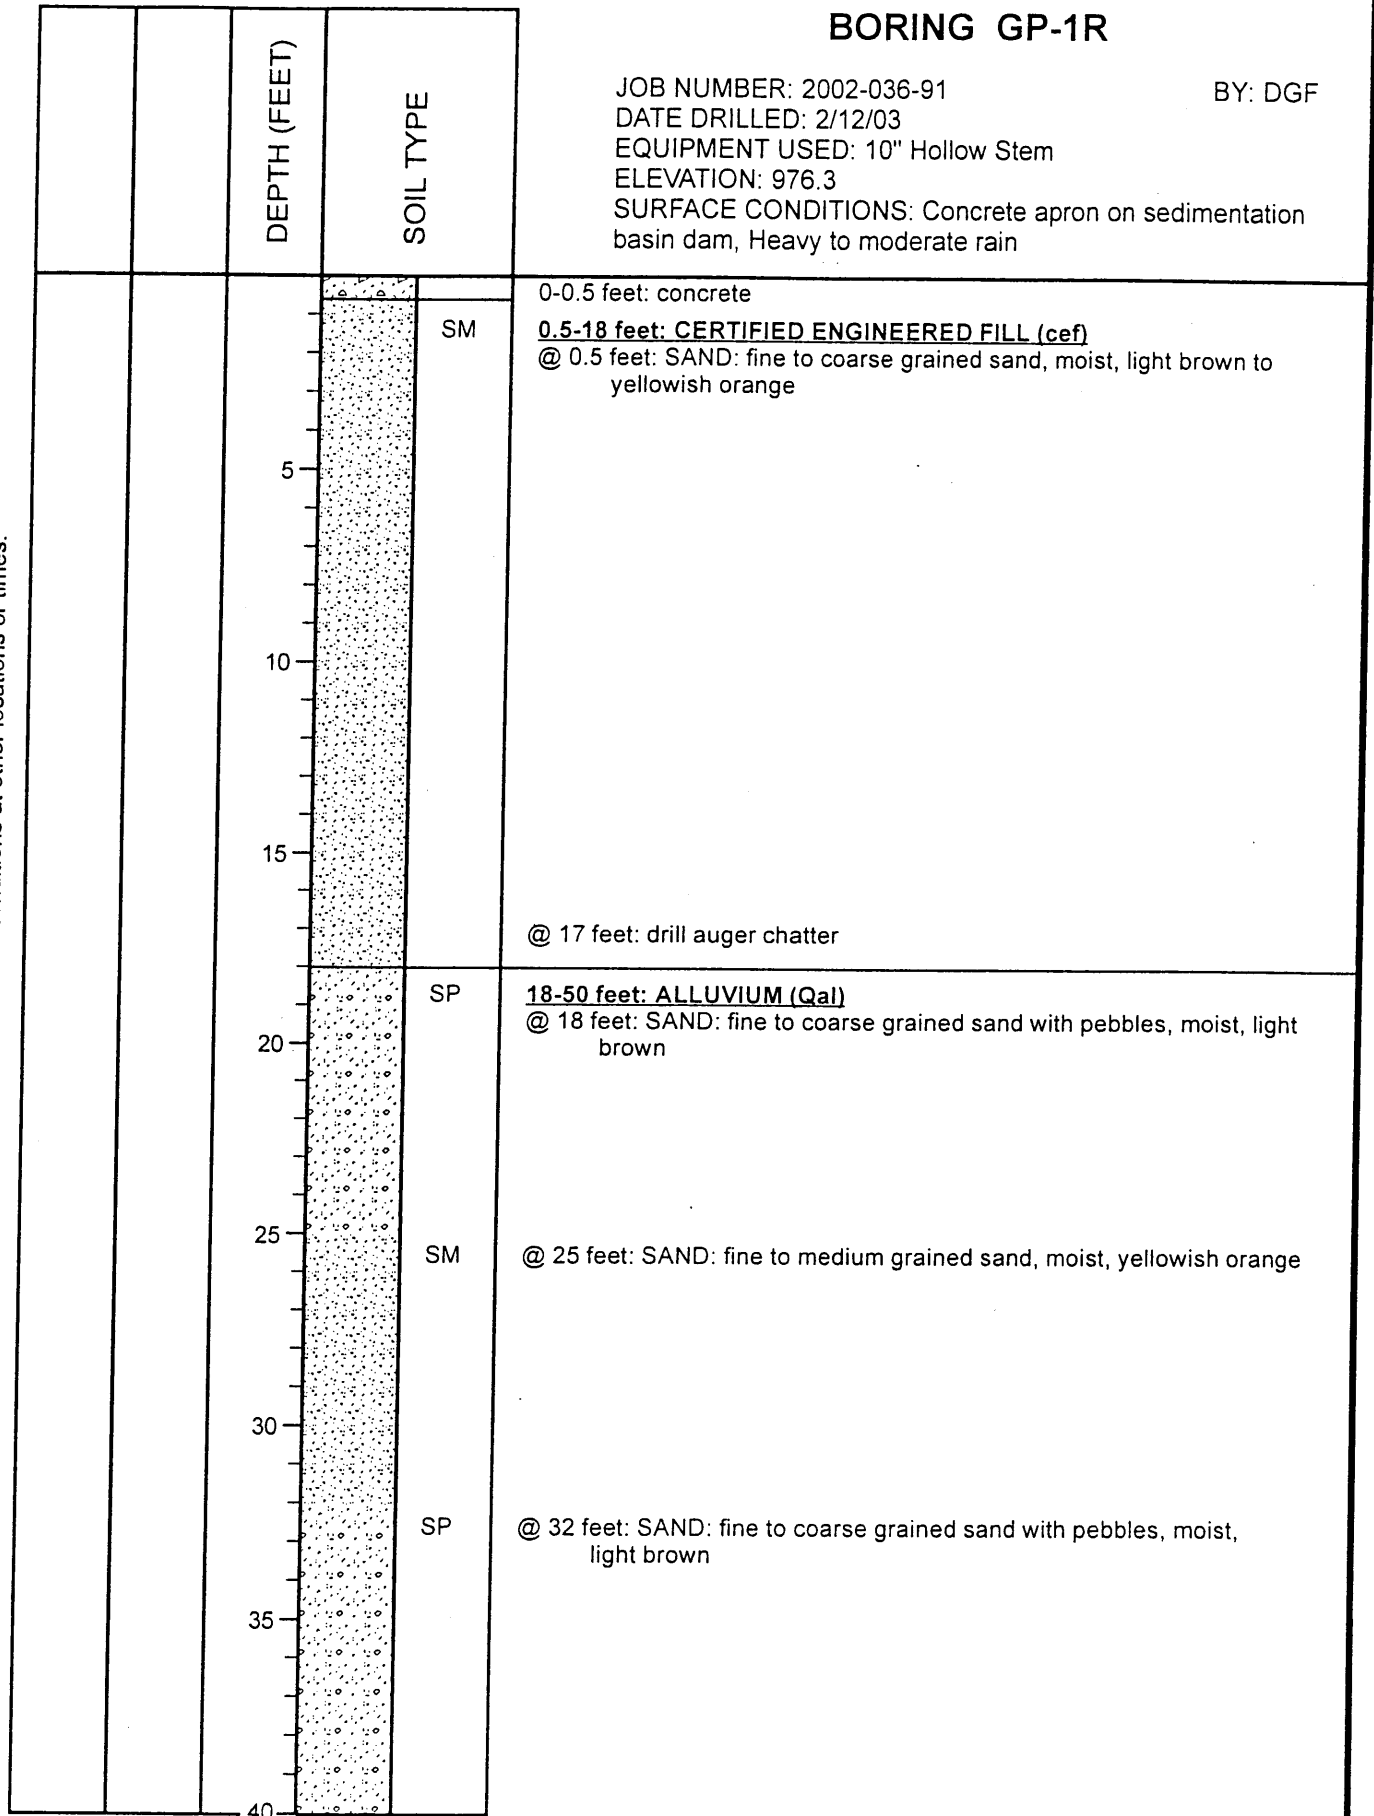 BORING GP-1R
JOB NUMBER: 2002-036-91 BY: DGF
DATE DRILLED: 2/12/03
EQUIPMENT USED: 10" Hollow Stem
ELEVATION: 976.3
SURFACE CONDITIONS: Concrete apron on sedimentation
basin dam, Heavy to moderate rain
DEPTH (FEET)
SOIL TYPE
0-0.5 feet: concrete
SM 0.5-18 feet: CERTIFIED ENGINEERED FILL (cef)
@ 0.5 feet: SAND: fine to coarse grained sand, moist, light brown to
yellowish orange
5
10
15
@ 17 feet: drill auger chatter
SP 18-50 feet: ALLUVIUM (Qal)
@ 18 feet: SAND: fine to coarse grained sand with pebbles, moist, light
20
brown
25
SM @ 25 feet: SAND: fine to medium grained sand, moist, yellowish orange
30
SP @ 32 feet: SAND: fine to coarse grained sand with pebbles, moist,
light brown
35
40
at other locations or times.